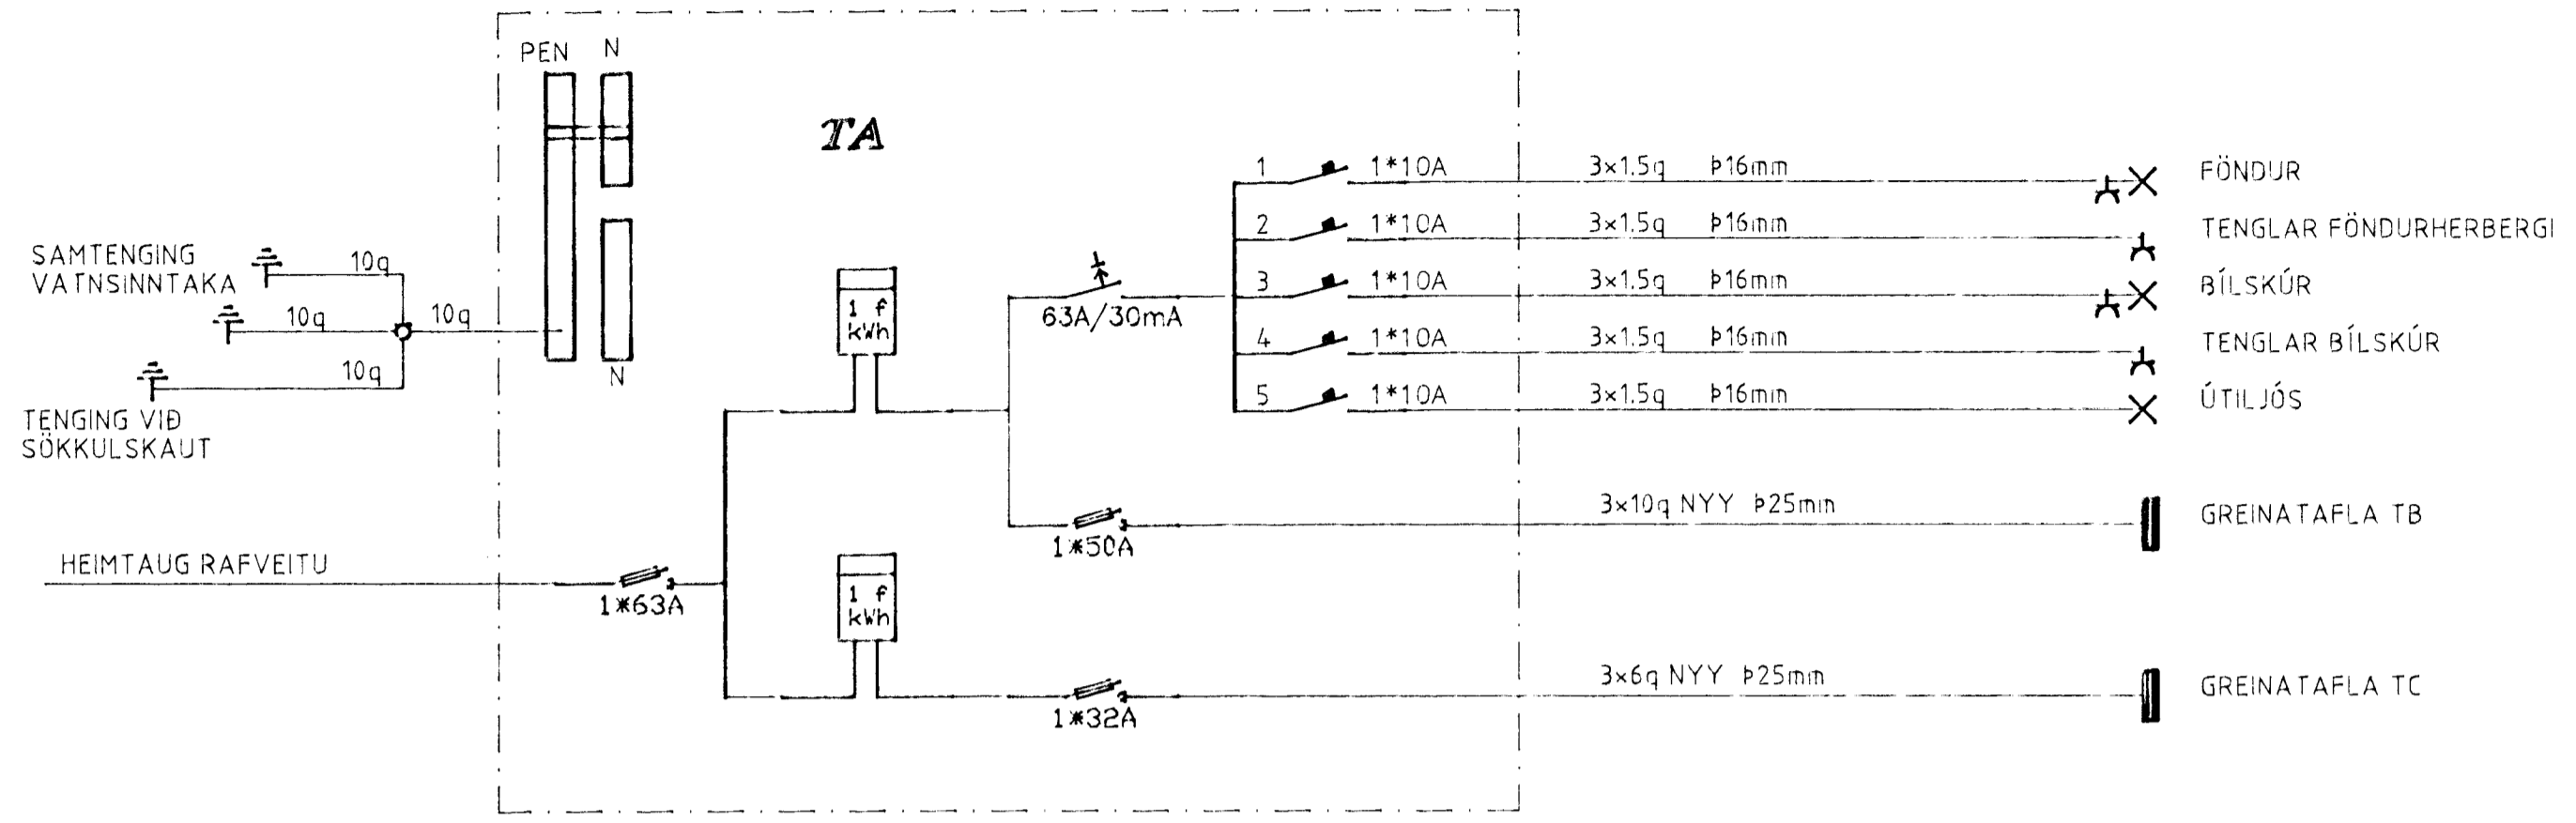 PEN N
TA
SAMTENGING
VATNSINNTAKA
10q
10q
10q
10q
TENGING VIÐ
SÖKKULSKAUT
N
HEIMTAUG RAFVEITU
1*63A
1 f
kWh
1 f
kWh
63A/30mA
1*50A
1*32A
1 1*10A 3x1.5q Þ16mm FÖNDUR
2 1*10A 3x1.5q Þ16mm TENGLAR FÖNDURHERBERGI
3 1*10A 3x1.5q Þ16mm BÍLSKÚR
4 1*10A 3x1.5q Þ16mm TENGLAR BÍLSKÚR
5 1*10A 3x1.5q Þ16mm ÚTILJÓS
3x10q NYY Þ25mm GREINATAFLA TB
3x6q NYY Þ25mm GREINATAFLA TC